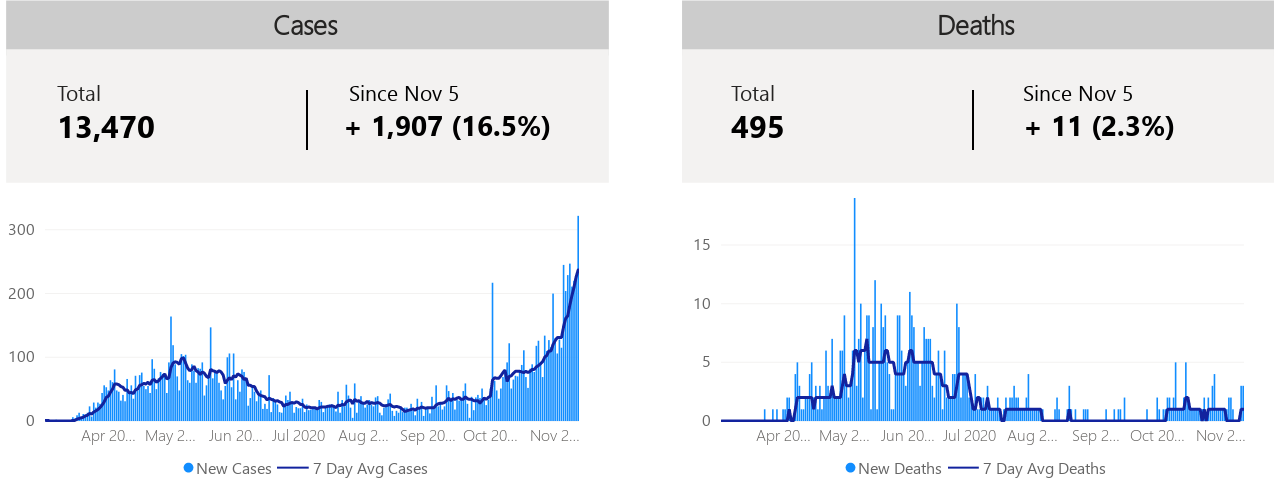 Cases
Total
13,470
Since Nov 5
+ 1,907 (16.5%)
300
200
100
0
Apr 20... May 2... Jun 20... Jul 2020 Aug 2... Sep 20... Oct 20... Nov 2...
New Cases 7 Day Avg Cases
Deaths
Total
495
Since Nov 5
+ 11 (2.3%)
15
10
5
0
Apr 20... May 2... Jun 20... Jul 2020 Aug 2... Sep 2... Oct 20... Nov 2...
New Deaths 7 Day Avg Deaths